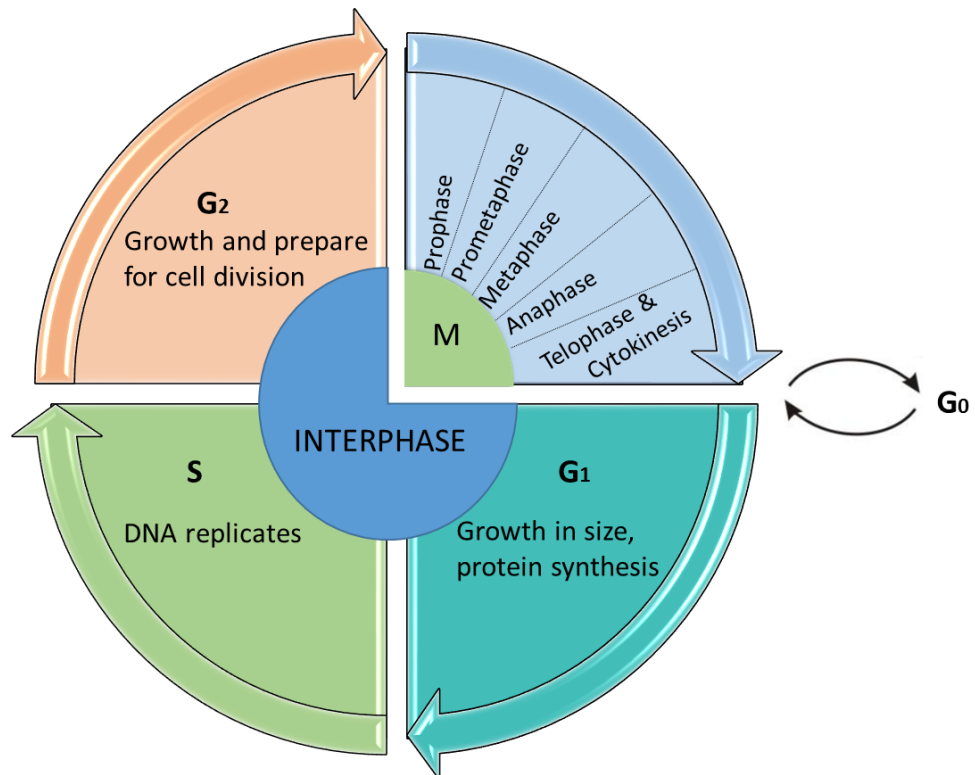 G2
Growth and prepare
for cell division
Prophase
Prometaphase
Metaphase
Anaphase
Telophase &
Cytokinesis
M
G0
INTERPHASE
S
DNA replicates
G1
Growth in size,
protein synthesis